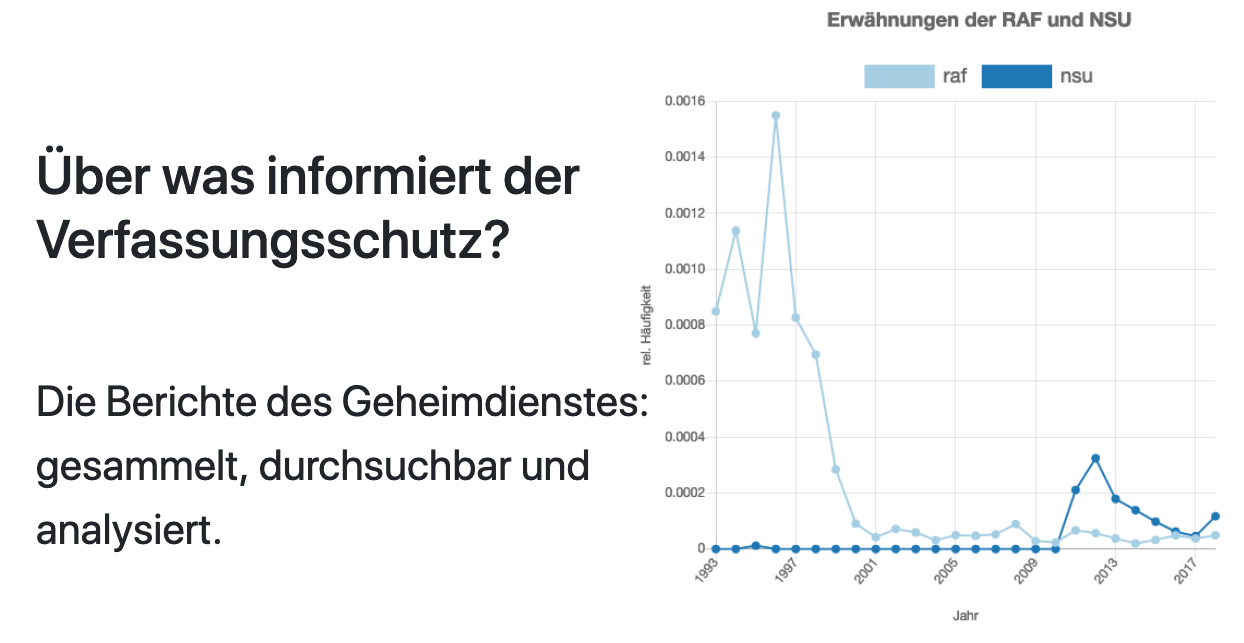 Über was informiert der
Verfassungsschutz?
Die Berichte des Geheimdienstes:
gesammelt, durchsuchbar und
analysiert.
Erwähnungen der RAF und NSU
raf nsu
0.0016
0.0014
0.0012
0.0010
0.0008
0.0006
0.0004
0.0002
0
rel. Häufigkeit
1993 1997 2001 2005 2009 2013 2017
Jahr